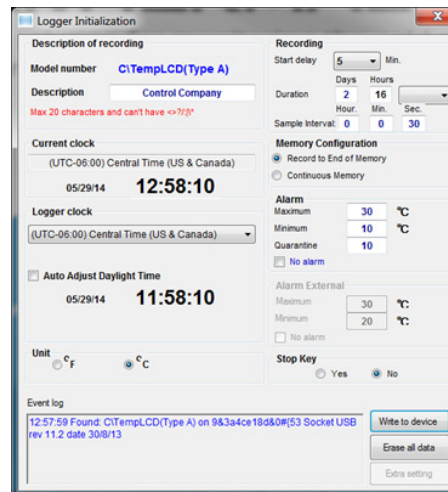 Logger Initialization
Description of recording
Model number C\TempLCD(Type A)
Description Control Company
Max 20 characters and can't have <>?/:|\*
Current clock
(UTC-06:00) Central Time (US & Canada)
05/29/14 12:58:10
Logger clock
(UTC-06:00) Central Time (US & Canada)
Auto Adjust Daylight Time
05/29/14 11:58:10
Unit
°F °C
Recording
Start delay 5 Min.
Days Hours
Duration 2 16
Hour. Min. Sec.
Sample Interval: 0 0 30
Memory Configuration
Record to End of Memory
Continuous Memory
Alarm
Maximum 30 °C
Minimum 10 °C
Quarantine 10
No alarm
Alarm External
Maximum 30 °C
Minimum 20 °C
No alarm
Stop Key
Yes No
Event log
12:57:59 Found: C\TempLCD(Type A) on 9&3a4ce18d&0#{53 Socket USB
rev 11.2 date 30/8/13
Write to device
Erase all data
Extra setting